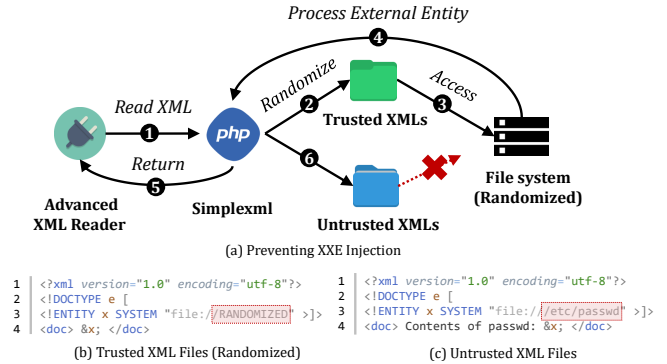 Process External Entity
4
Randomize
Access
Read XML
1
php
2
3
Trusted XMLs
Return
5
6
Advanced
XML Reader
Simplexml
Untrusted XMLs
File system
(Randomized)
(a) Preventing XXE Injection
1 <?xml version="1.0" encoding="utf-8"?>
2 <!DOCTYPE e [
3 <!ENTITY x SYSTEM "file://RANDOMIZED" >]>
4 <doc> &x; </doc>
(b) Trusted XML Files (Randomized)
1 <?xml version="1.0" encoding="utf-8"?>
2 <!DOCTYPE e [
3 <!ENTITY x SYSTEM "file:///etc/passwd" >]>
4 <doc> Contents of passwd: &x; </doc>
(c) Untrusted XML Files